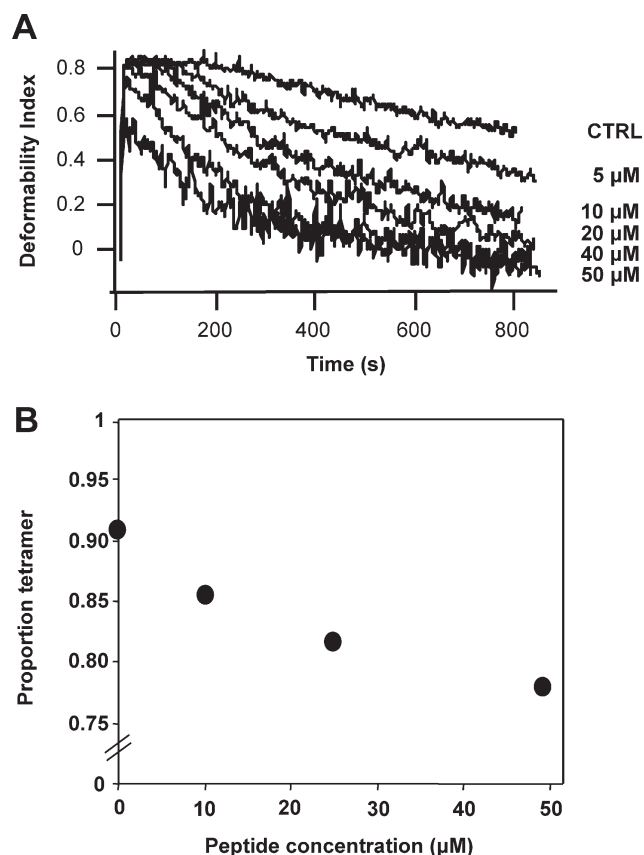 A
Deformability Index
0.8
0.6
0.4
0.2
0
CTRL
5 µM
10 µM
20 µM
40 µM
50 µM
0 200 400 600 800
Time (s)
B
Proportion tetramer
1
0.95
0.90
0.85
0.80
0.75
0
0 10 20 30 40 50
Peptide concentration (µM)